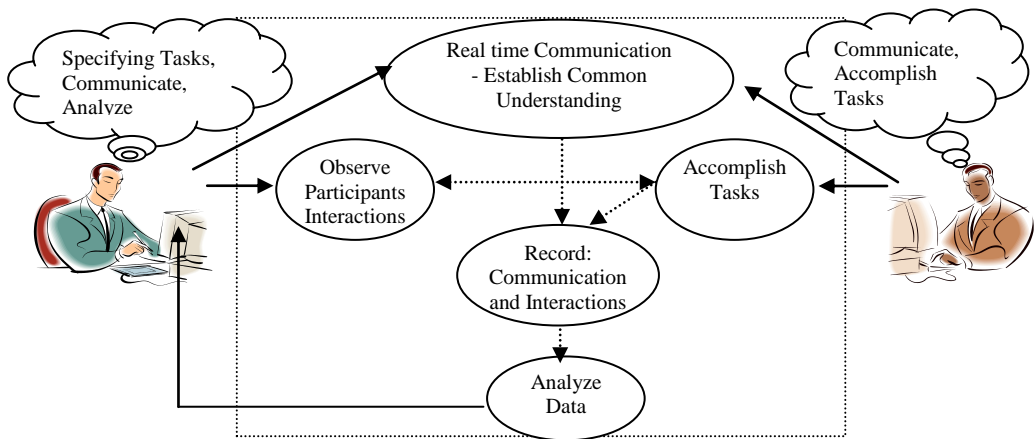 Specifying Tasks,
Communicate,
Analyze
Real time Communication
- Establish Common
Understanding
Communicate,
Accomplish
Tasks
Observe
Participants
Interactions
Accomplish
Tasks
Record:
Communication
and Interactions
Analyze
Data